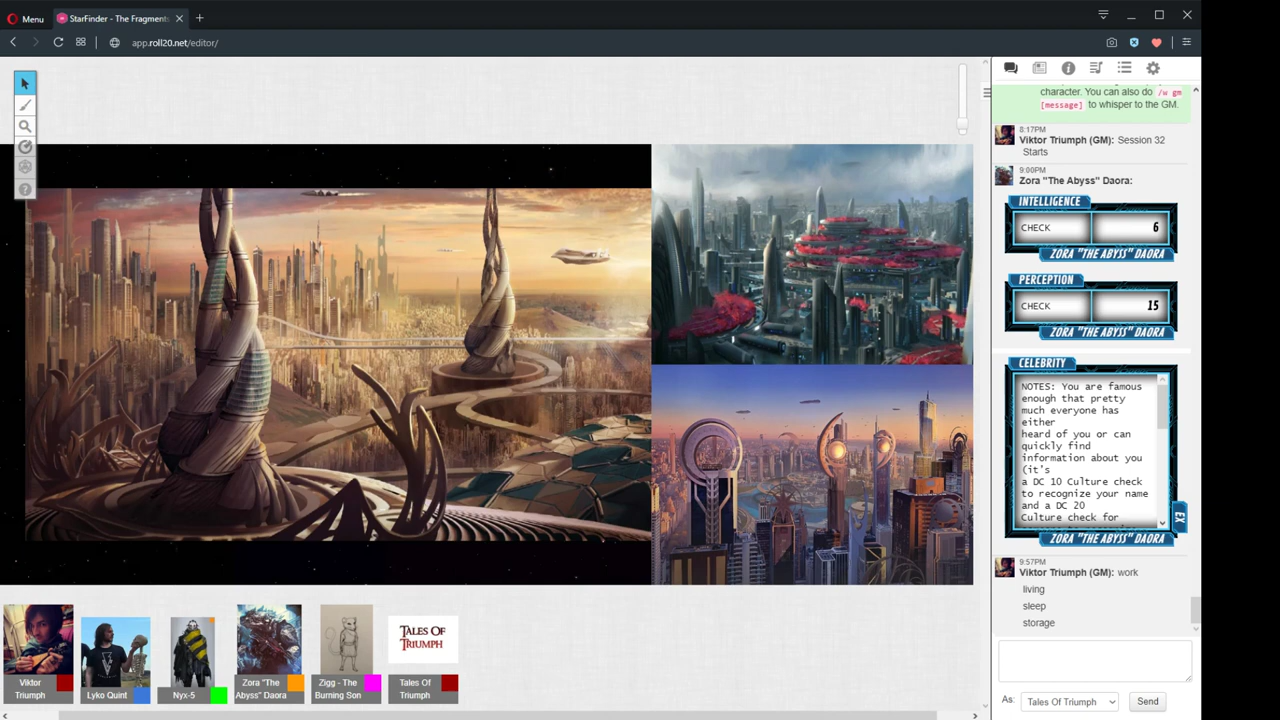 Menu
StarFinder - The Fragments
app.roll20.net/editor/
character. You can also do /w gm
[message] to whisper to the GM.
8:17PM
Viktor Triumph (GM): Session 32
Starts
9:00PM
Zora "The Abyss" Daora:
INTELLIGENCE
CHECK 6
ZORA "THE ABYSS" DAORA
PERCEPTION
CHECK 15
ZORA "THE ABYSS" DAORA
CELEBRITY
NOTES: You are famous
enough that pretty
much everyone has
either
heard of you or can
quickly find
information about you
(it's
a DC 10 Culture check
to recognize your name
and a DC 20
Culture check for
EX
ZORA "THE ABYSS" DAORA
9:57PM
Viktor Triumph (GM): work
living
sleep
storage
TALES OF
TRIUMPH
Viktor
Triumph
Lyko Quint
Nyx-5
Zora "The
Abyss" Daora
Zigg - The
Burning Son
Tales Of
Triumph
As:
Tales Of Triumph
Send